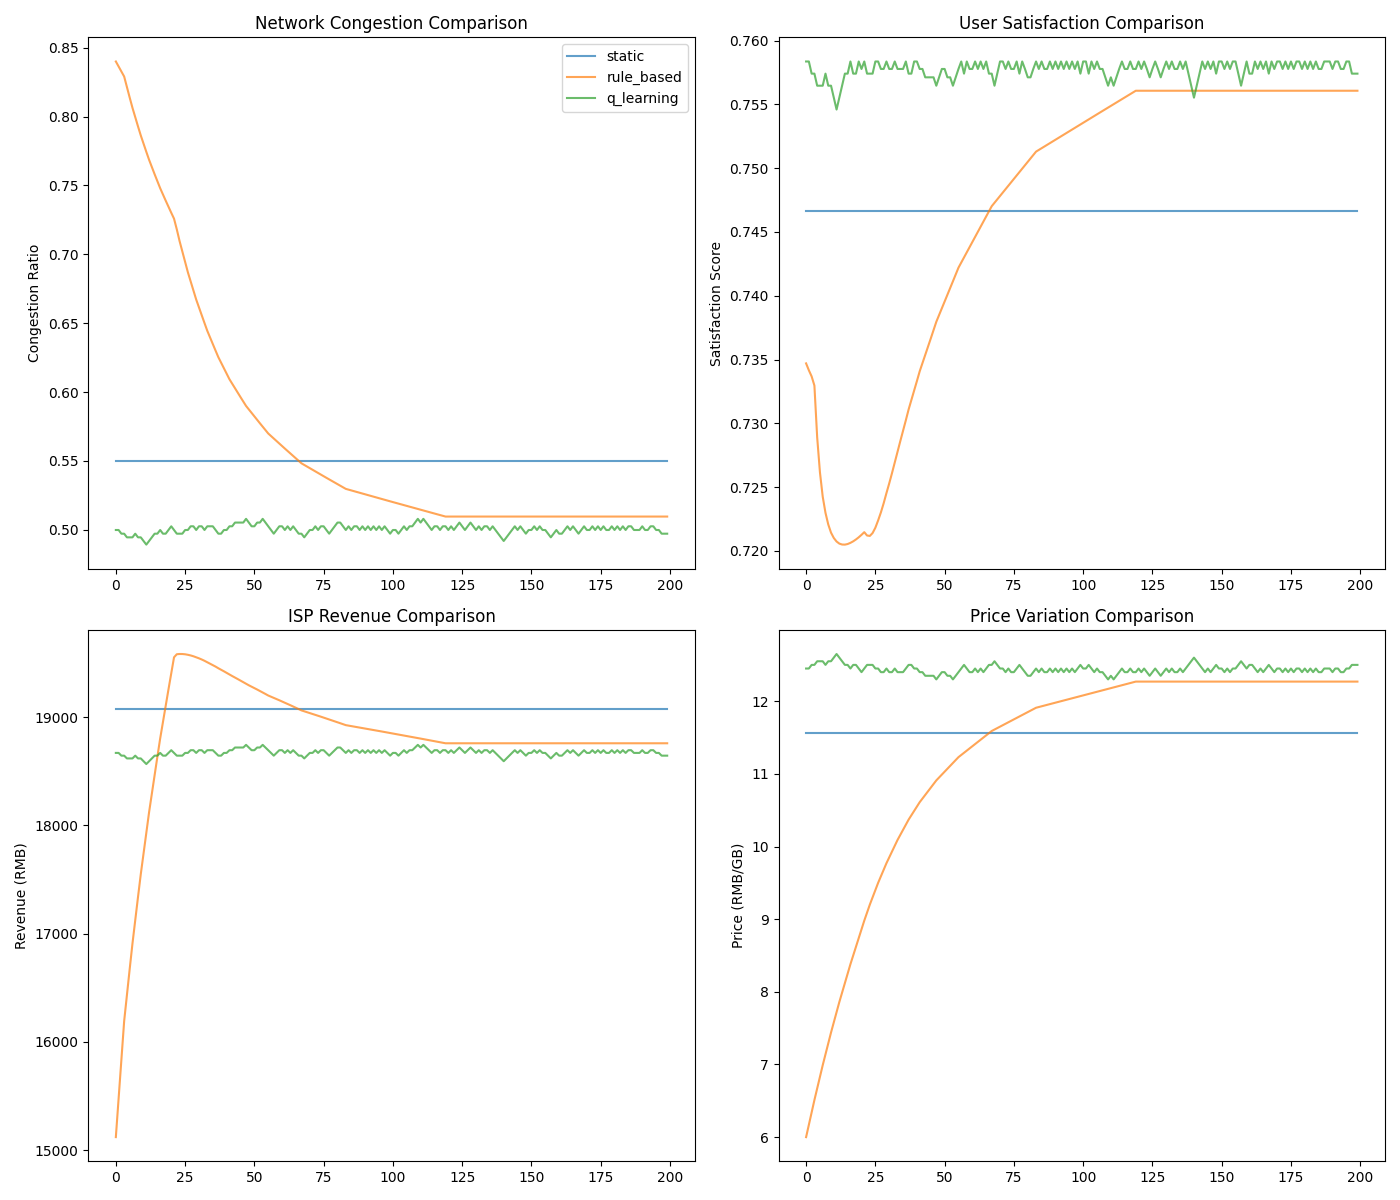 Network Congestion Comparison
Congestion Ratio
0.85
0.80
0.75
0.70
0.65
0.60
0.55
0.50
static
rule_based
q_learning
0 25 50 75 100 125 150 175 200
User Satisfaction Comparison
Satisfaction Score
0.760
0.755
0.750
0.745
0.740
0.735
0.730
0.725
0.720
0 25 50 75 100 125 150 175 200
ISP Revenue Comparison
Revenue (RMB)
19000
18000
17000
16000
15000
0 25 50 75 100 125 150 175 200
Price Variation Comparison
Price (RMB/GB)
12
11
10
9
8
7
6
0 25 50 75 100 125 150 175 200